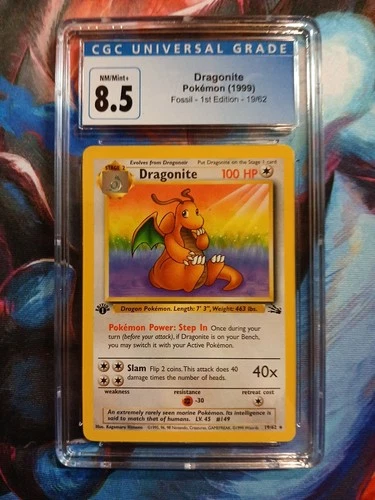 CGC UNIVERSAL GRADE
NM/Mint+
8.5
Dragonite
Pokémon (1999)
Fossil - 1st Edition - 19/62
STAGE 2
Evolves from Dragonair Put Dragonite on the Stage 1 card
Dragonite 100 HP
1
Dragon Pokémon. Length: 7' 3", Weight: 463 lbs.
Pokémon Power: Step In Once during your
turn (before your attack), if Dragonite is on your Bench,
you may switch it with your Active Pokémon.
Slam Flip 2 coins. This attack does 40
damage times the number of heads.
40x
weakness resistance retreat cost
-30
An extremely rarely seen marine Pokémon. Its intelligence is
said to match that of humans. LV. 45 #149
19/62